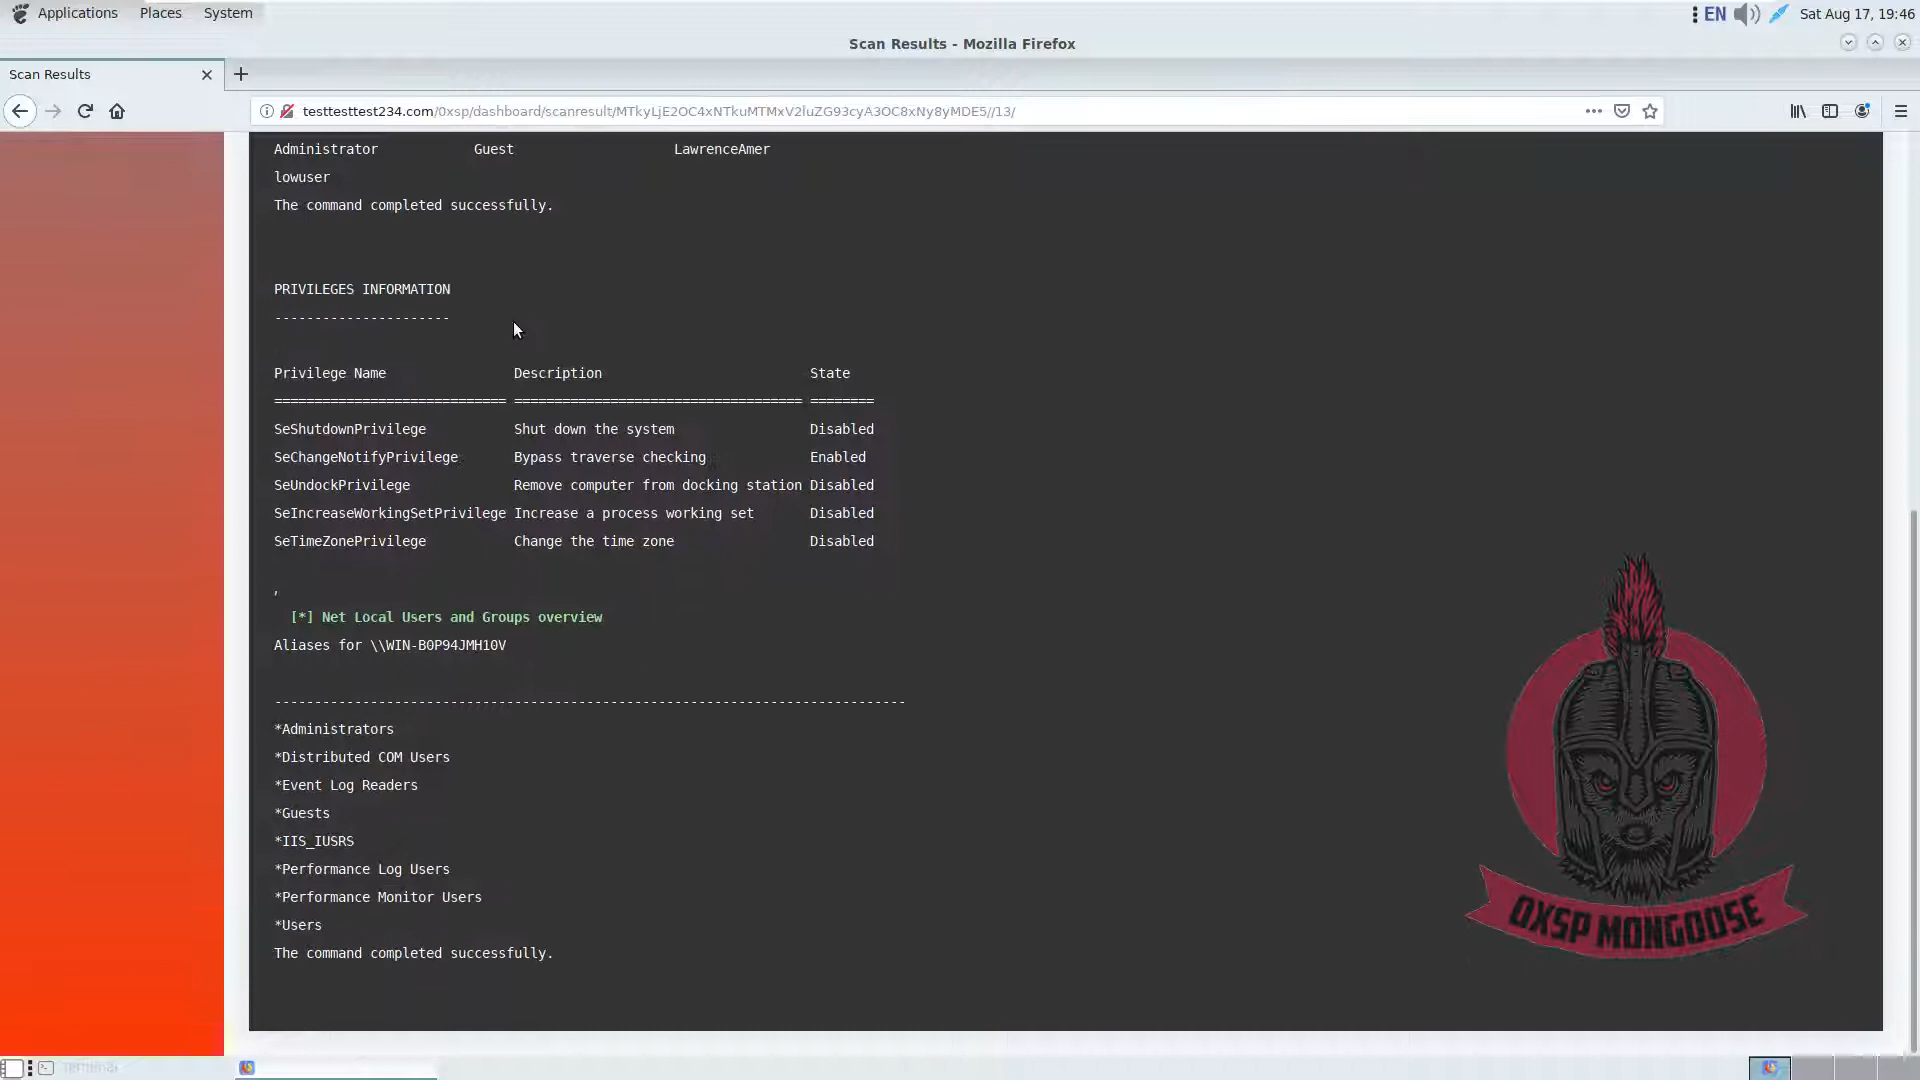 Applications Places System EN Sat Aug 17, 19:46
Scan Results - Mozilla Firefox
Scan Results
testtesttest234.com/0xsp/dashboard/scanresult/MTkyLjE2OC4xNTkuMTMxV2luZG93cyA3OC8xNy8yMDE5//13/
Administrator Guest LawrenceAmer
lowuser
The command completed successfully.
PRIVILEGES INFORMATION
----------------------
Privilege Name Description State
============================= ==================================== ========
SeShutdownPrivilege Shut down the system Disabled
SeChangeNotifyPrivilege Bypass traverse checking Enabled
SeUndockPrivilege Remove computer from docking station Disabled
SeIncreaseWorkingSetPrivilege Increase a process working set Disabled
SeTimeZonePrivilege Change the time zone Disabled
,
[*] Net Local Users and Groups overview
Aliases for \\WIN-B0P94JMH10V
-------------------------------------------------------------------------------
*Administrators
*Distributed COM Users
*Event Log Readers
*Guests
*IIS_IUSRS
*Performance Log Users
*Performance Monitor Users
*Users
The command completed successfully.
0XSP MONGOOSE
Terminal